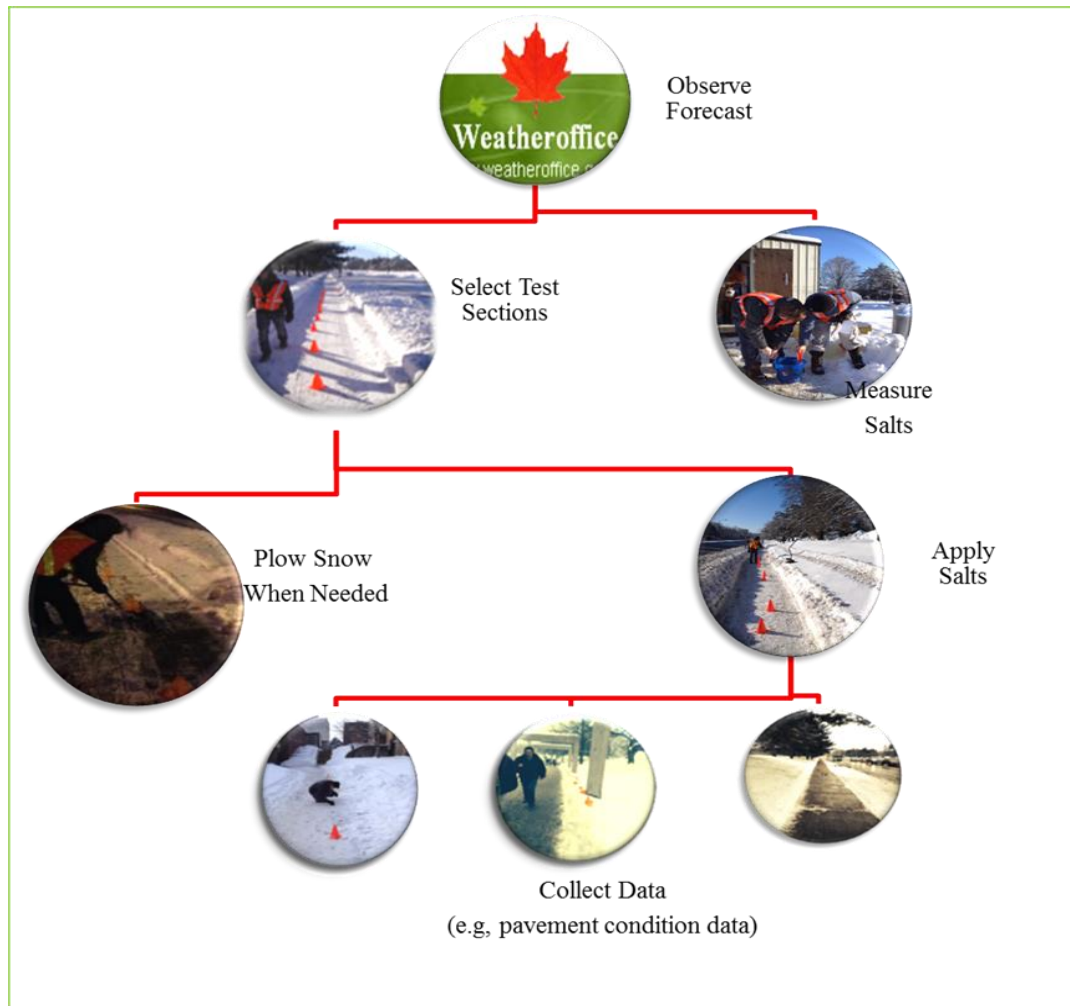 Weatheroffice
Observe
Forecast
Select Test
Sections
Measure
Salts
Plow Snow
When Needed
Apply
Salts
Collect Data
(e.g, pavement condition data)